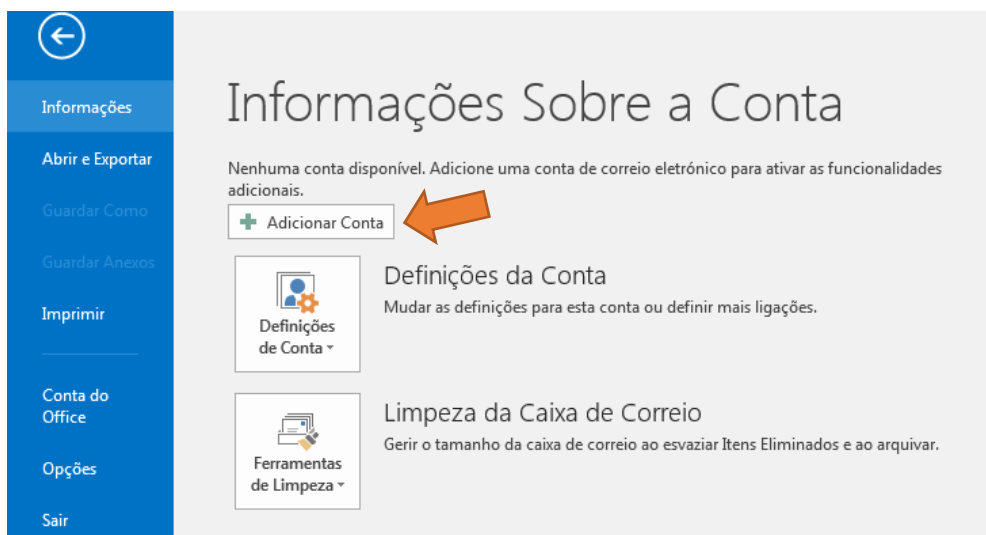 Informações
Abrir e Exportar
Guardar Como
Guardar Anexos
Imprimir
Conta do
Office
Opções
Sair
Informações Sobre a Conta
Nenhuma conta disponível. Adicione uma conta de correio eletrónico para ativar as funcionalidades
adicionais.
Adicionar Conta
Definições
de Conta
Definições da Conta
Mudar as definições para esta conta ou definir mais ligações.
Ferramentas
de Limpeza
Limpeza da Caixa de Correio
Gerir o tamanho da caixa de correio ao esvaziar Itens Eliminados e ao arquivar.